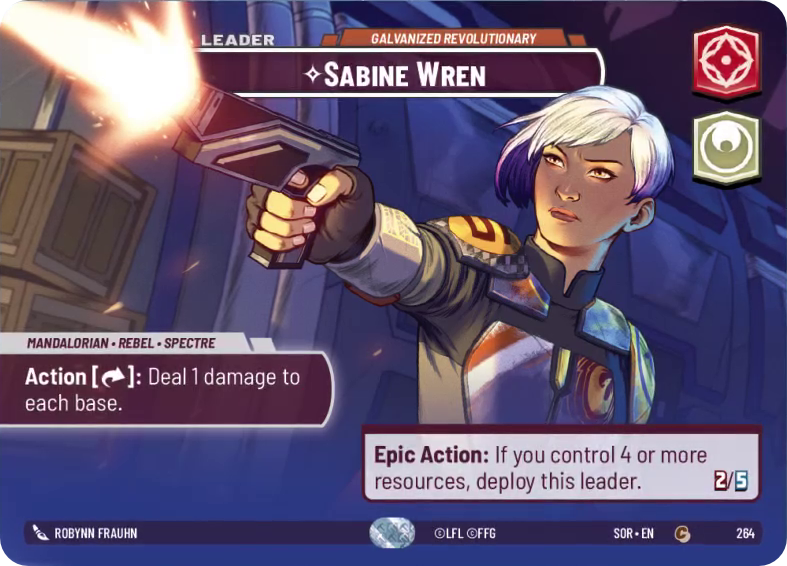 LEADER
GALVANIZED REVOLUTIONARY
SABINE WREN
MANDALORIAN • REBEL • SPECTRE
Action [ ]: Deal 1 damage to
each base.
Epic Action: If you control 4 or more
resources, deploy this leader.
2/5
ROBYNN FRAUHN
©LFL ©FFG
SOR • EN
264